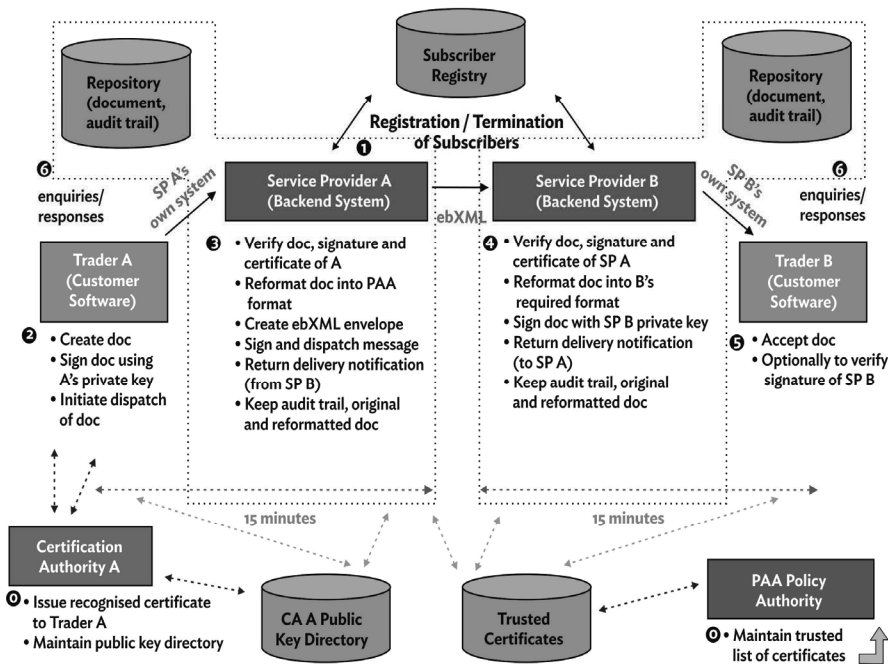 Subscriber
Registry
Repository
(document,
audit trail)
Repository
(document,
audit trail)
Registration / Termination
of Subscribers
❶
❻
enquiries/
responses
SP A's
own system
Service Provider A
(Backend System)
ebXML
Service Provider B
(Backend System)
SP B's
own system
❻
enquiries/
responses
Trader A
(Customer
Software)
❷
• Create doc
• Sign doc using
A's private key
• Initiate dispatch
of doc
❸
• Verify doc, signature and
certificate of A
• Reformat doc into PAA
format
• Create ebXML envelope
• Sign and dispatch message
• Return delivery notification
(from SP B)
• Keep audit trail, original
and reformatted doc
❹
• Verify doc, signature and
certificate of SP A
• Reformat doc into B's
required format
• Sign doc with SP B private key
• Return delivery notification
(to SP A)
• Keep audit trail, original
and reformatted doc
Trader B
(Customer
Software)
❺
• Accept doc
• Optionally to verify
signature of SP B
15 minutes
15 minutes
Certification
Authority A
⓿ • Issue recognised certificate
to Trader A
• Maintain public key directory
CA A Public
Key Directory
Trusted
Certificates
PAA Policy
Authority
⓿ • Maintain trusted
list of certificates